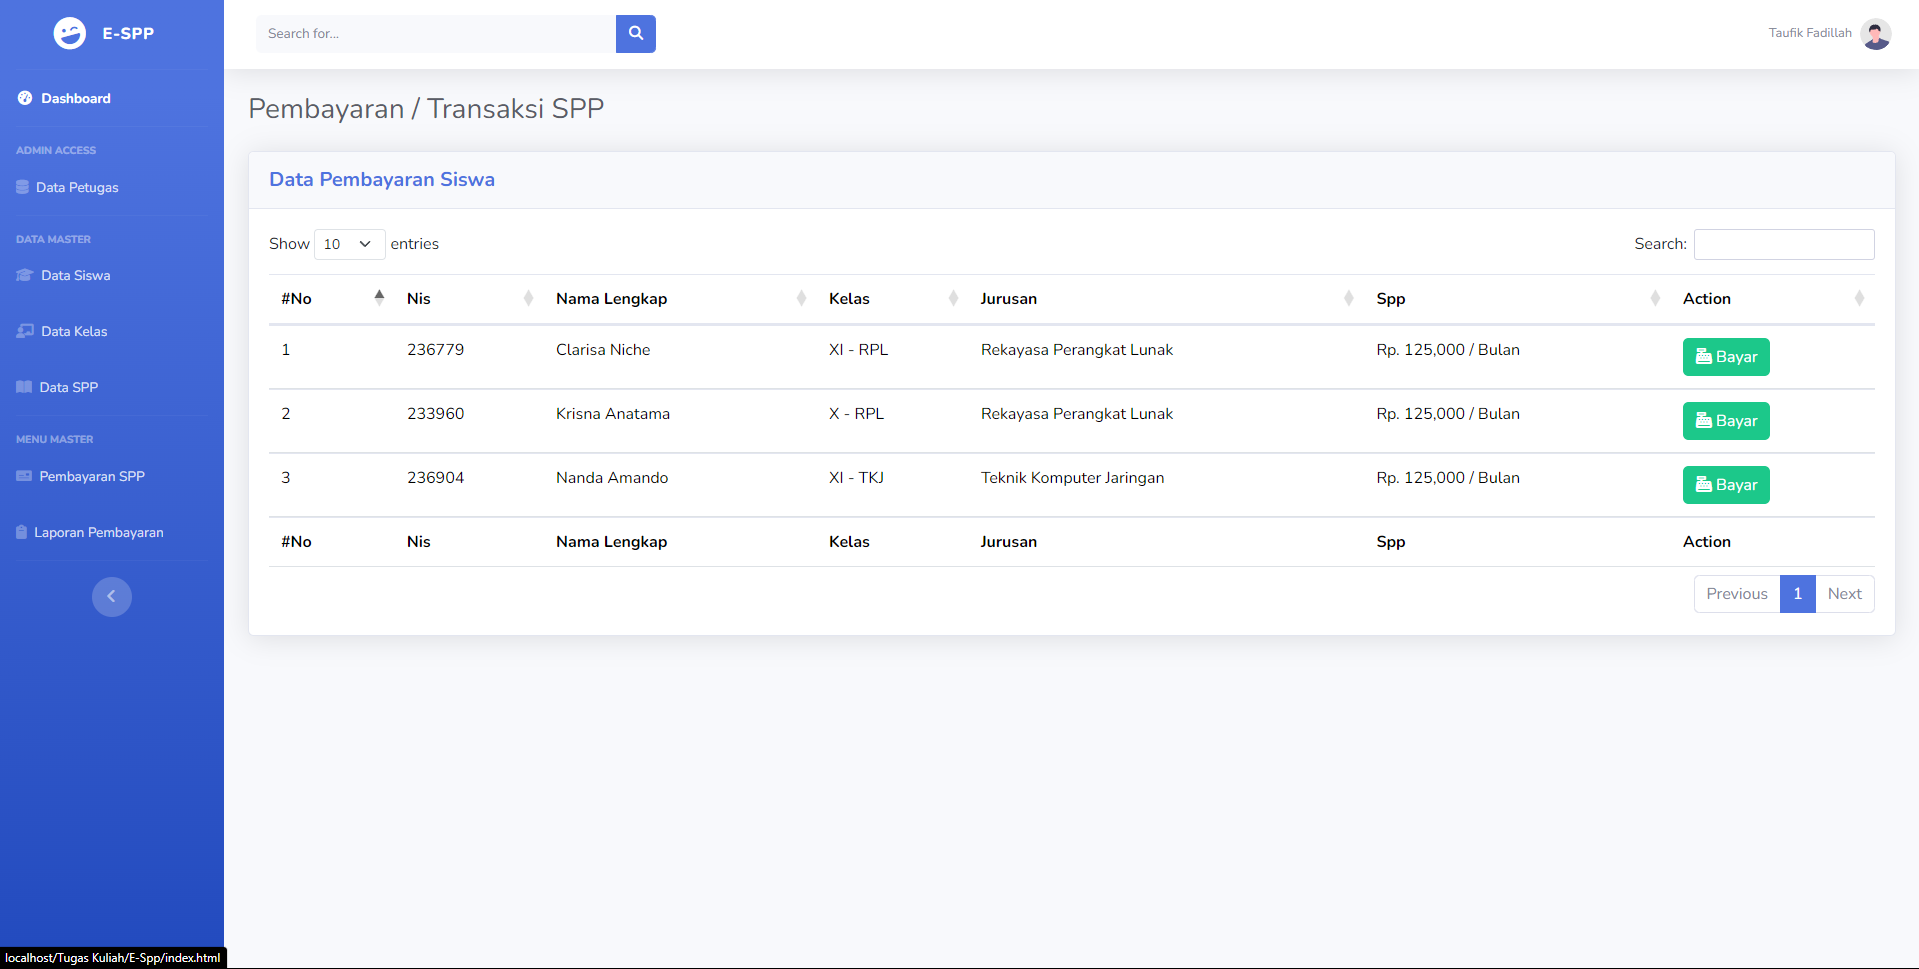 E-SPP
Search for...
Taufik Fadillah
Dashboard
ADMIN ACCESS
Data Petugas
DATA MASTER
Data Siswa
Data Kelas
Data SPP
MENU MASTER
Pembayaran SPP
Laporan Pembayaran
Pembayaran / Transaksi SPP
Data Pembayaran Siswa
Show 10 entries
Search:
#No Nis Nama Lengkap Kelas Jurusan Spp Action
1 236779 Clarisa Niche XI - RPL Rekayasa Perangkat Lunak Rp. 125,000 / Bulan Bayar
2 233960 Krisna Anatama X - RPL Rekayasa Perangkat Lunak Rp. 125,000 / Bulan Bayar
3 236904 Nanda Amando XI - TKJ Teknik Komputer Jaringan Rp. 125,000 / Bulan Bayar
#No Nis Nama Lengkap Kelas Jurusan Spp Action
Previous 1 Next
localhost/Tugas Kuliah/E-Spp/index.html